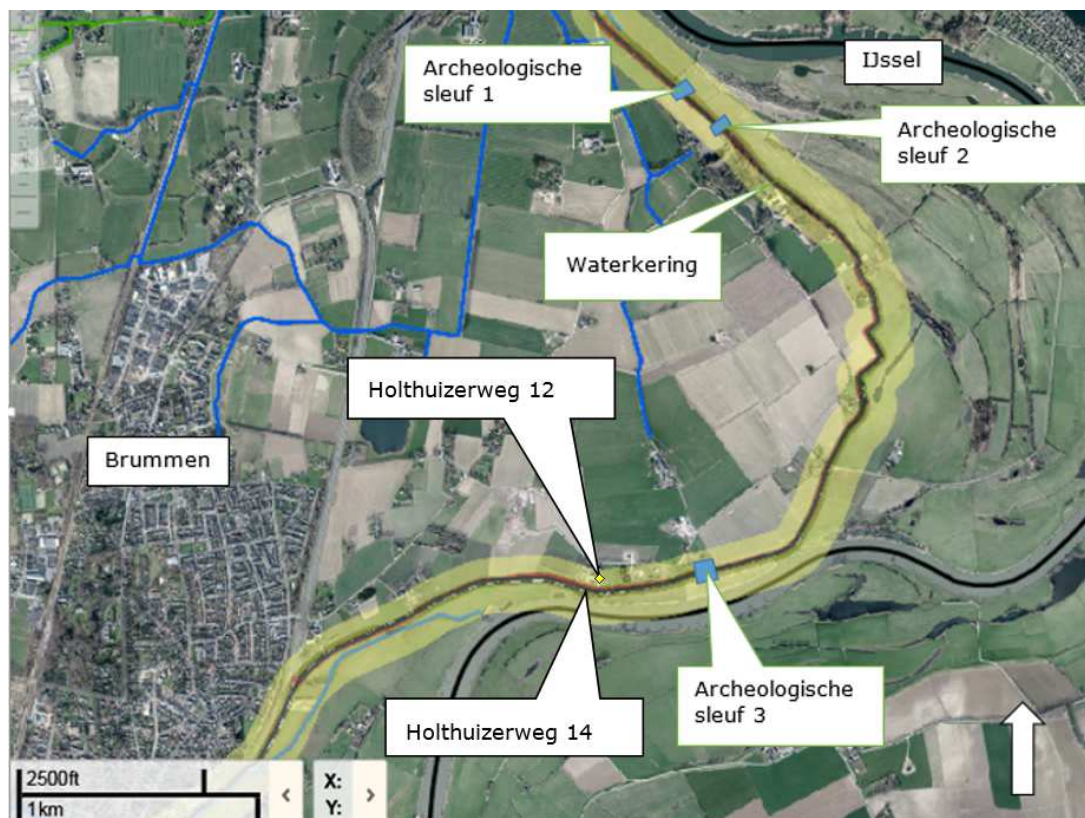 Archeologische
sleuf 1
IJssel
Archeologische
sleuf 2
Waterkering
Holthuizerweg 12
Brummen
Archeologische
sleuf 3
Holthuizerweg 14
2500ft
1km
‹
X:
Y:
›